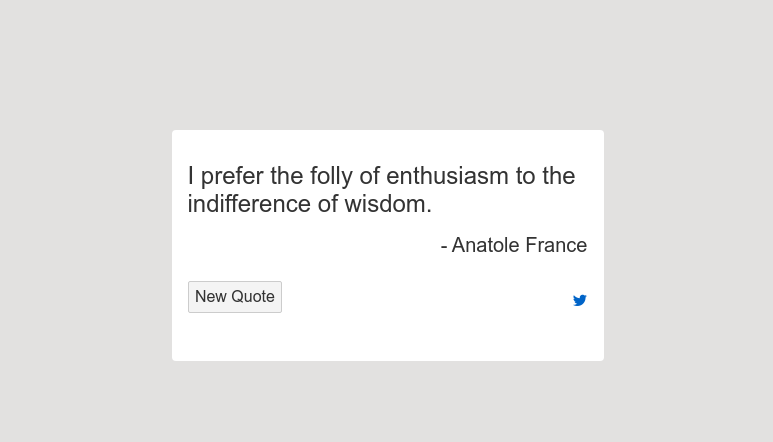 I prefer the folly of enthusiasm to the
indifference of wisdom.
- Anatole France
New Quote